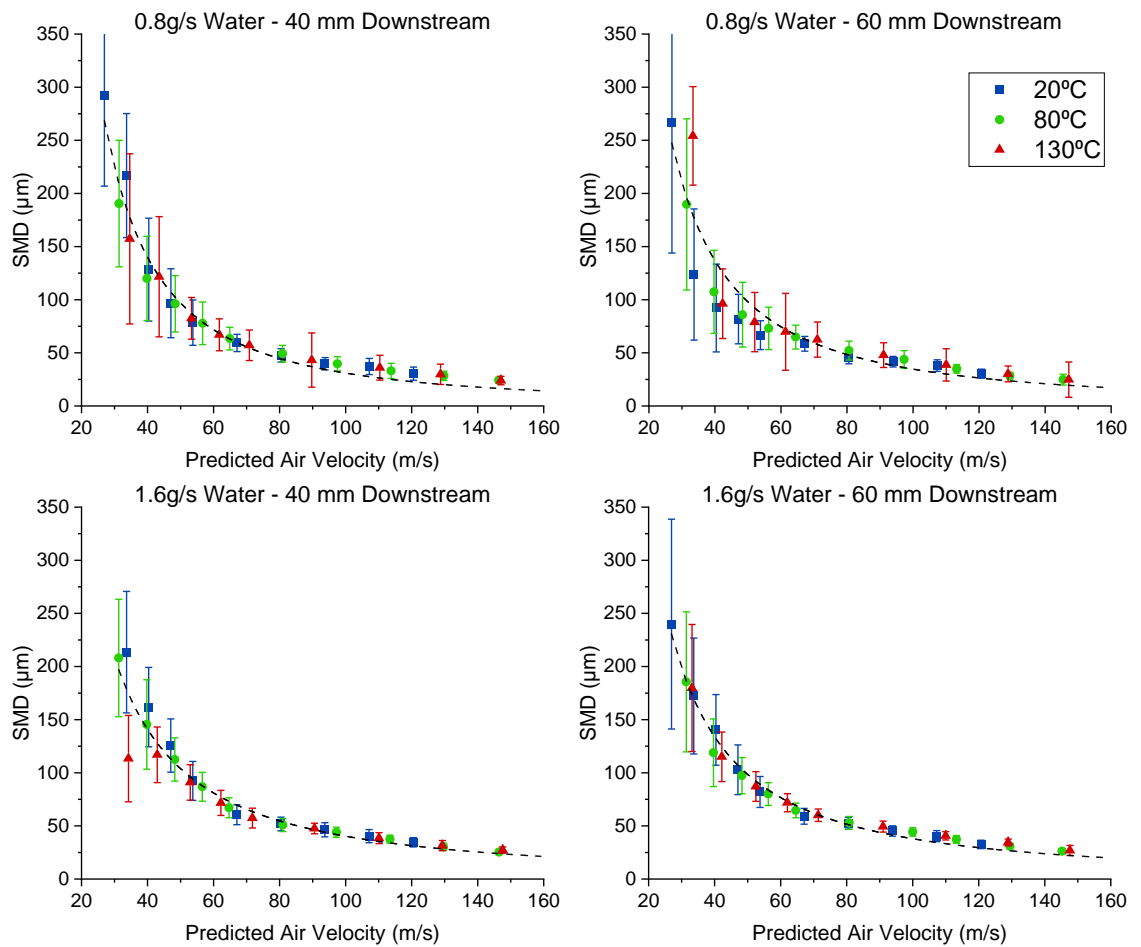 0.8g/s Water - 40 mm Downstream
350
300
250
200
150
100
50
0
SMD (µm)
20 40 60 80 100 120 140 160
Predicted Air Velocity (m/s)
0.8g/s Water - 60 mm Downstream
350
300
250
200
150
100
50
0
SMD (µm)
20 40 60 80 100 120 140 160
Predicted Air Velocity (m/s)
20ºC
80ºC
130ºC
1.6g/s Water - 40 mm Downstream
350
300
250
200
150
100
50
0
SMD (µm)
20 40 60 80 100 120 140 160
Predicted Air Velocity (m/s)
1.6g/s Water - 60 mm Downstream
350
300
250
200
150
100
50
0
SMD (µm)
20 40 60 80 100 120 140 160
Predicted Air Velocity (m/s)